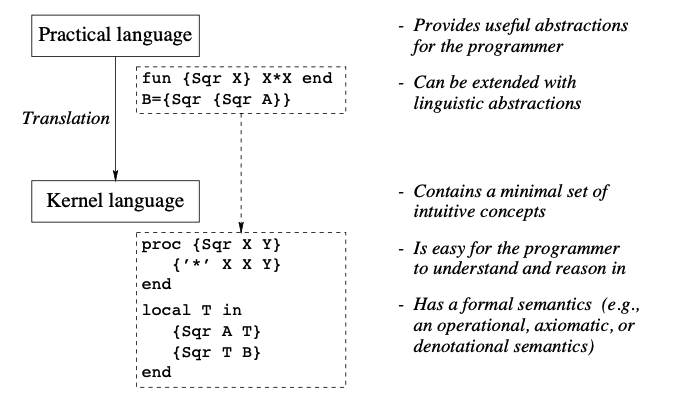 Practical language
fun {Sqr X} X*X end
B={Sqr {Sqr A}}
Translation
Kernel language
proc {Sqr X Y}
{'*' X X Y}
end
local T in
{Sqr A T}
{Sqr T B}
end
- Provides useful abstractions
for the programmer
- Can be extended with
linguistic abstractions
- Contains a minimal set of
intuitive concepts
- Is easy for the programmer
to understand and reason in
- Has a formal semantics (e.g.,
an operational, axiomatic, or
denotational semantics)